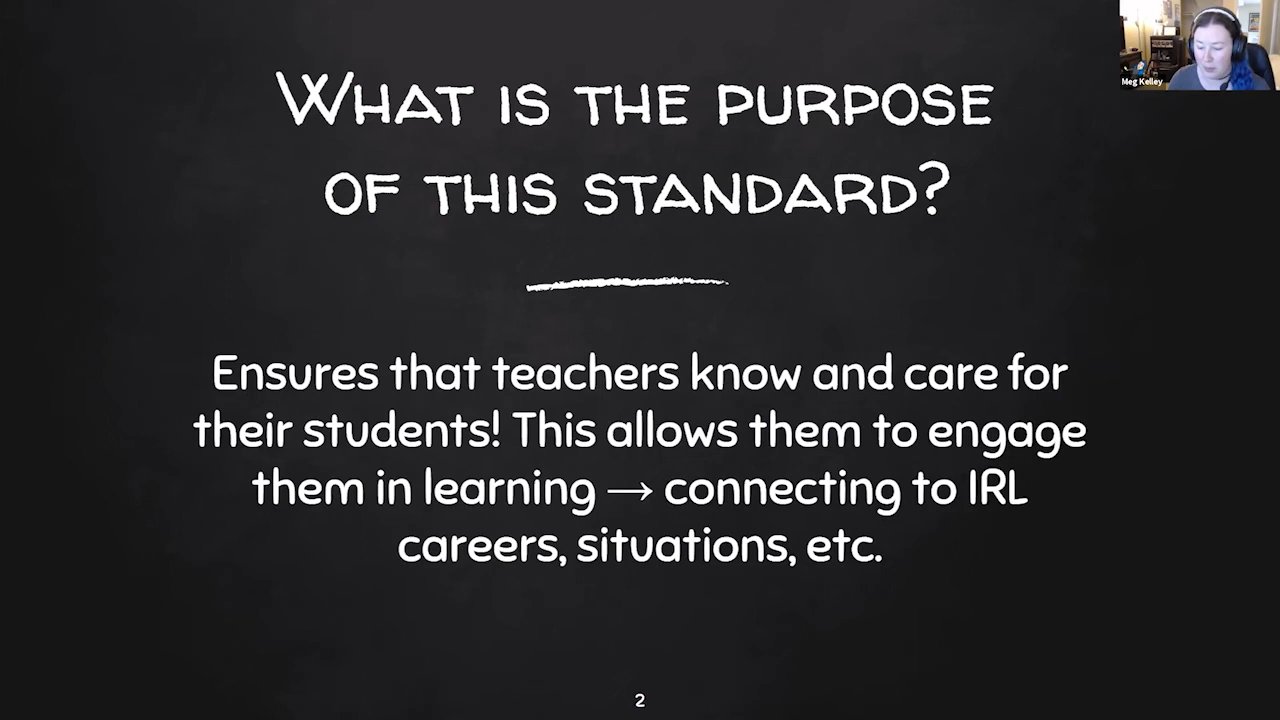 What is the purpose
of this standard?
Ensures that teachers know and care for
their students! This allows them to engage
them in learning → connecting to IRL
careers, situations, etc.
2
Meg Kelley